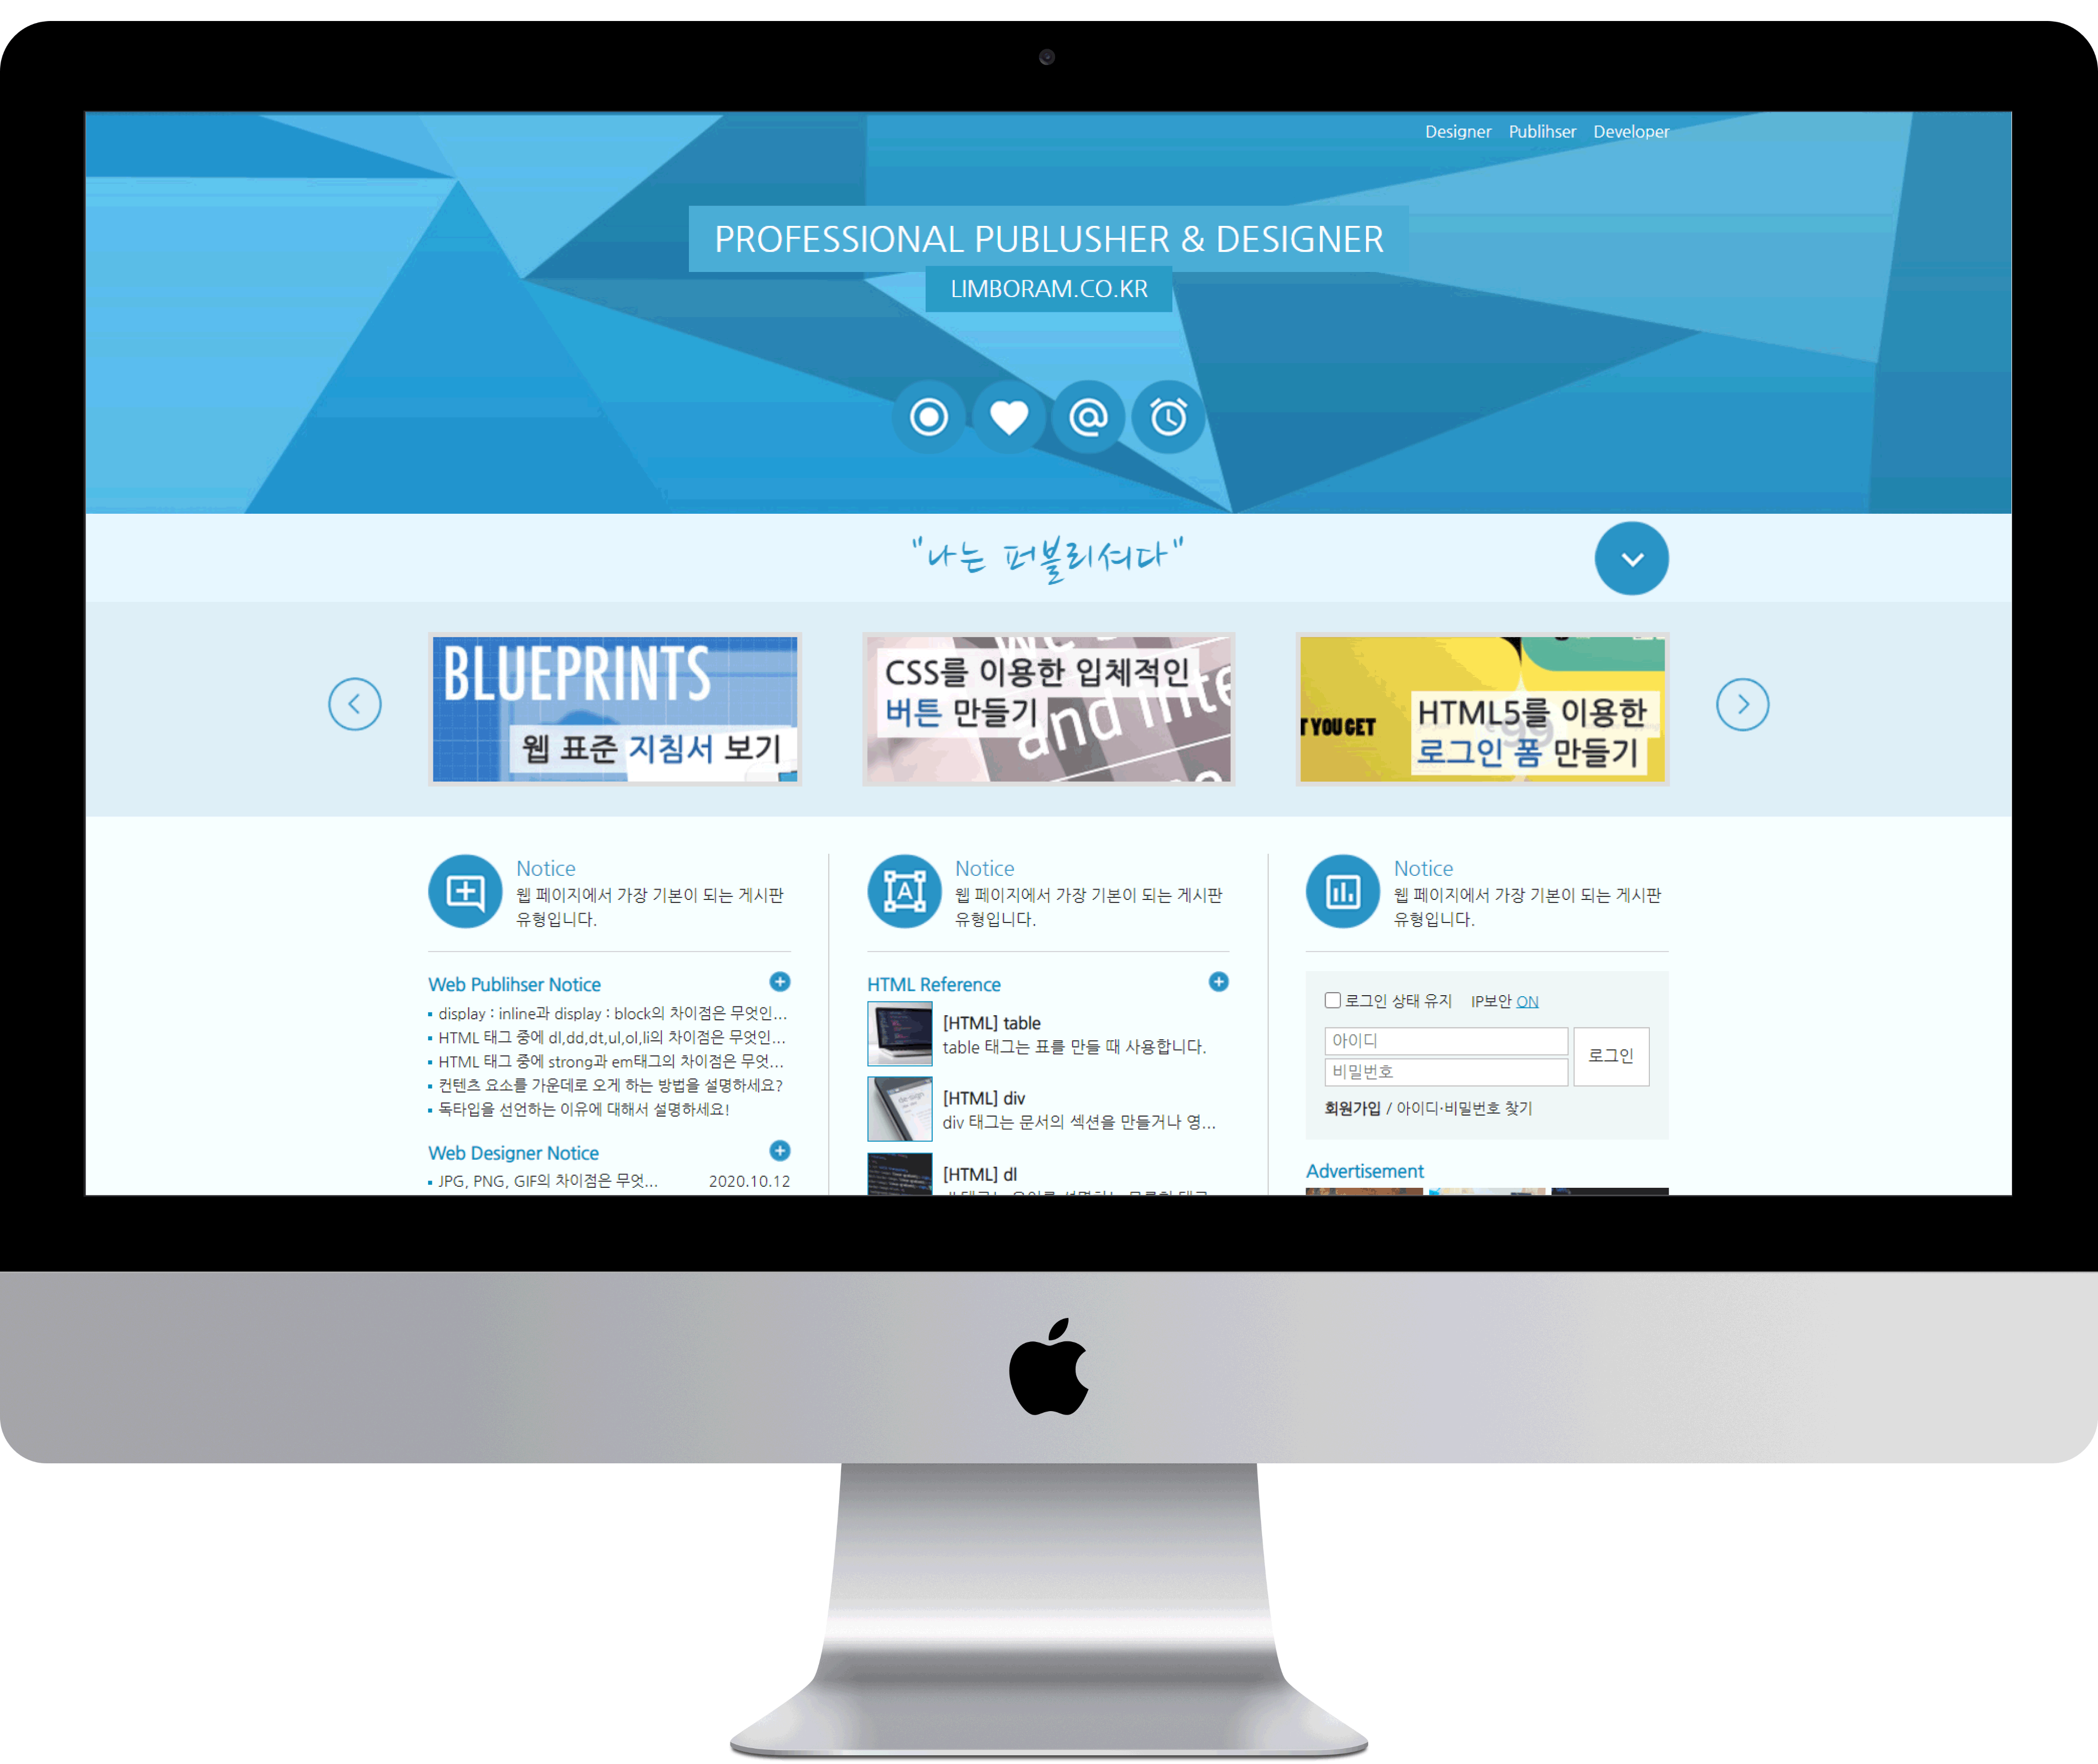 Designer Publihser Developer
PROFESSIONAL PUBLUSHER & DESIGNER
LIMBORAM.CO.KR
"나는 퍼블리셔다"
BLUEPRINTS
웹 표준 지침서 보기
CSS를 이용한 입체적인
버튼 만들기
and inte
T YOU GET
HTML5를 이용한
로그인 폼 만들기
Notice
웹 페이지에서 가장 기본이 되는 게시판
유형입니다.
Web Publihser Notice
display : inline과 display : block의 차이점은 무엇인...
HTML 태그 중에 dl,dd,dt,ul,ol,li의 차이점은 무엇인...
HTML 태그 중에 strong과 em태그의 차이점은 무엇...
컨텐츠 요소를 가운데로 오게 하는 방법을 설명하세요?
독타입을 선언하는 이유에 대해서 설명하세요!
Web Designer Notice
JPG, PNG, GIF의 차이점은 무엇... 2020.10.12
Notice
웹 페이지에서 가장 기본이 되는 게시판
유형입니다.
HTML Reference
[HTML] table
table 태그는 표를 만들 때 사용합니다.
[HTML] div
div 태그는 문서의 섹션을 만들거나 영...
[HTML] dl
Notice
웹 페이지에서 가장 기본이 되는 게시판
유형입니다.
로그인 상태 유지 IP보안 ON
아이디
비밀번호
로그인
회원가입 / 아이디·비밀번호 찾기
Advertisement